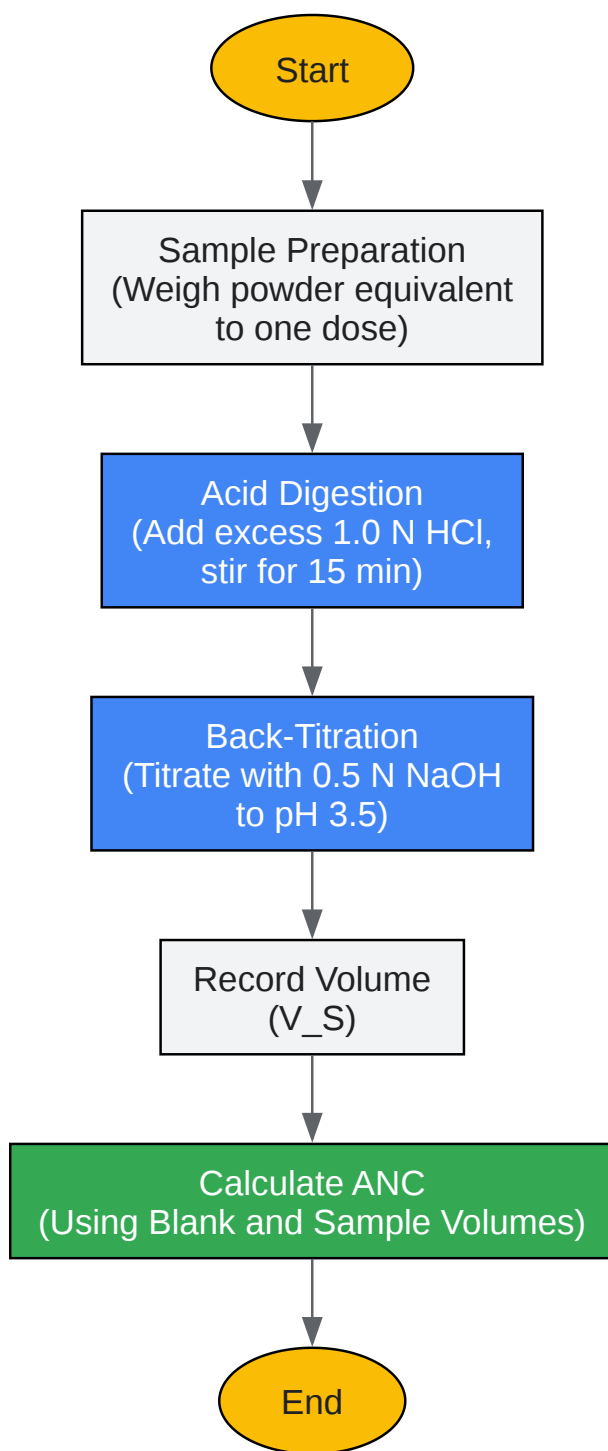 Start
Sample Preparation
(Weigh powder equivalent
to one dose)
Acid Digestion
(Add excess 1.0 N HCl,
stir for 15 min)
Back-Titration
(Titrate with 0.5 N NaOH
to pH 3.5)
Record Volume
(V_S)
Calculate ANC
(Using Blank and Sample Volumes)
End